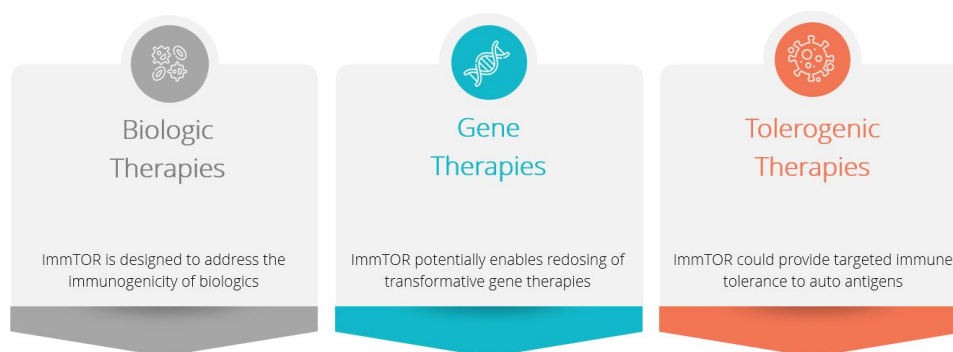 Biologic
Therapies
ImmTOR is designed to address the
immunogenicity of biologics
Gene
Therapies
ImmTOR potentially enables redosing of
transformative gene therapies
Tolerogenic
Therapies
ImmTOR could provide targeted immune
tolerance to auto antigens